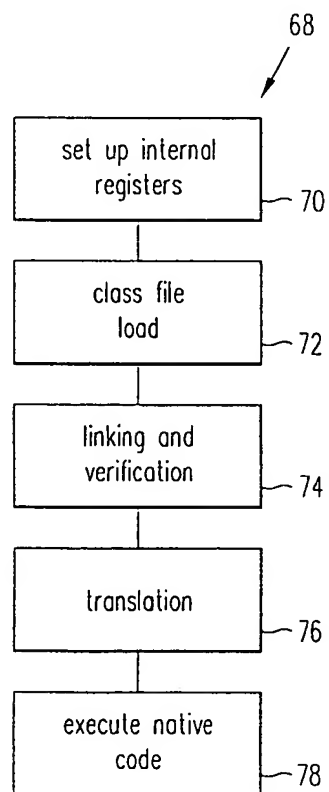 68
set up internal
registers
70
class file
load
72
linking and
verification
74
translation
76
execute native
code
78